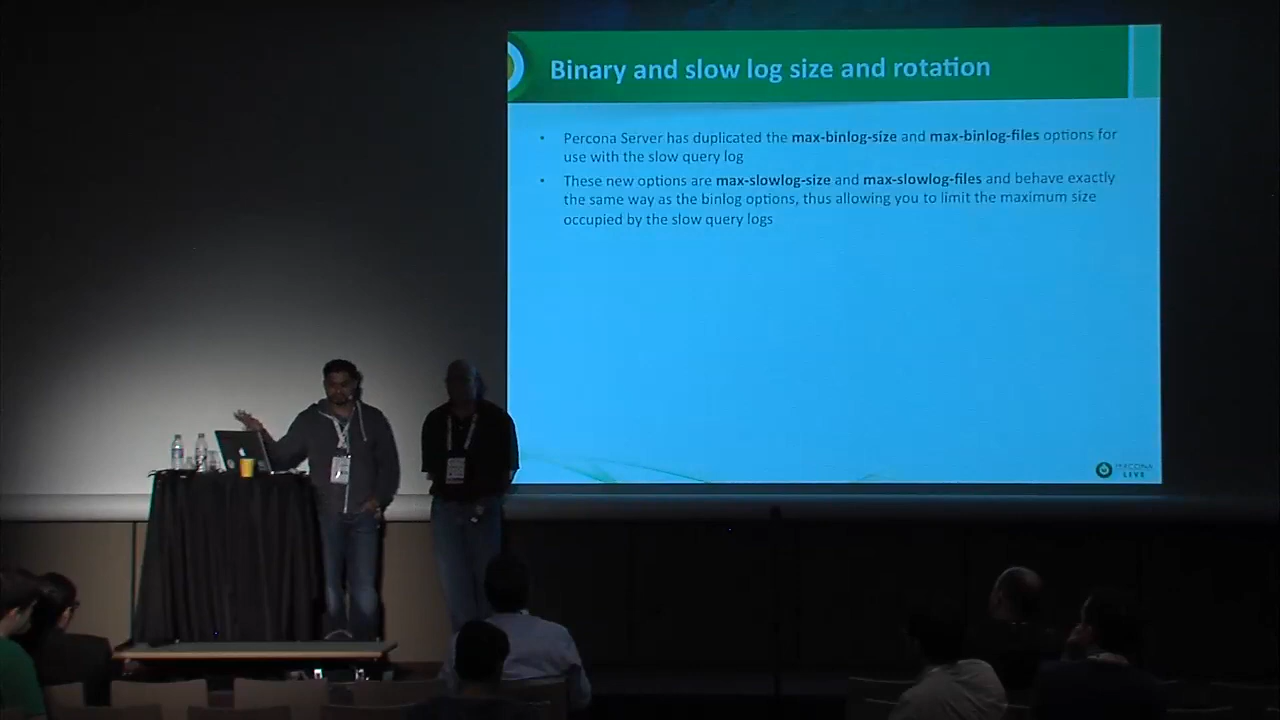 Binary and slow log size and rotation
• Percona Server has duplicated the max-binlog-size and max-binlog-files options for
use with the slow query log
• These new options are max-slowlog-size and max-slowlog-files and behave exactly
the same way as the binlog options, thus allowing you to limit the maximum size
occupied by the slow query logs
PERCONA
LIVE